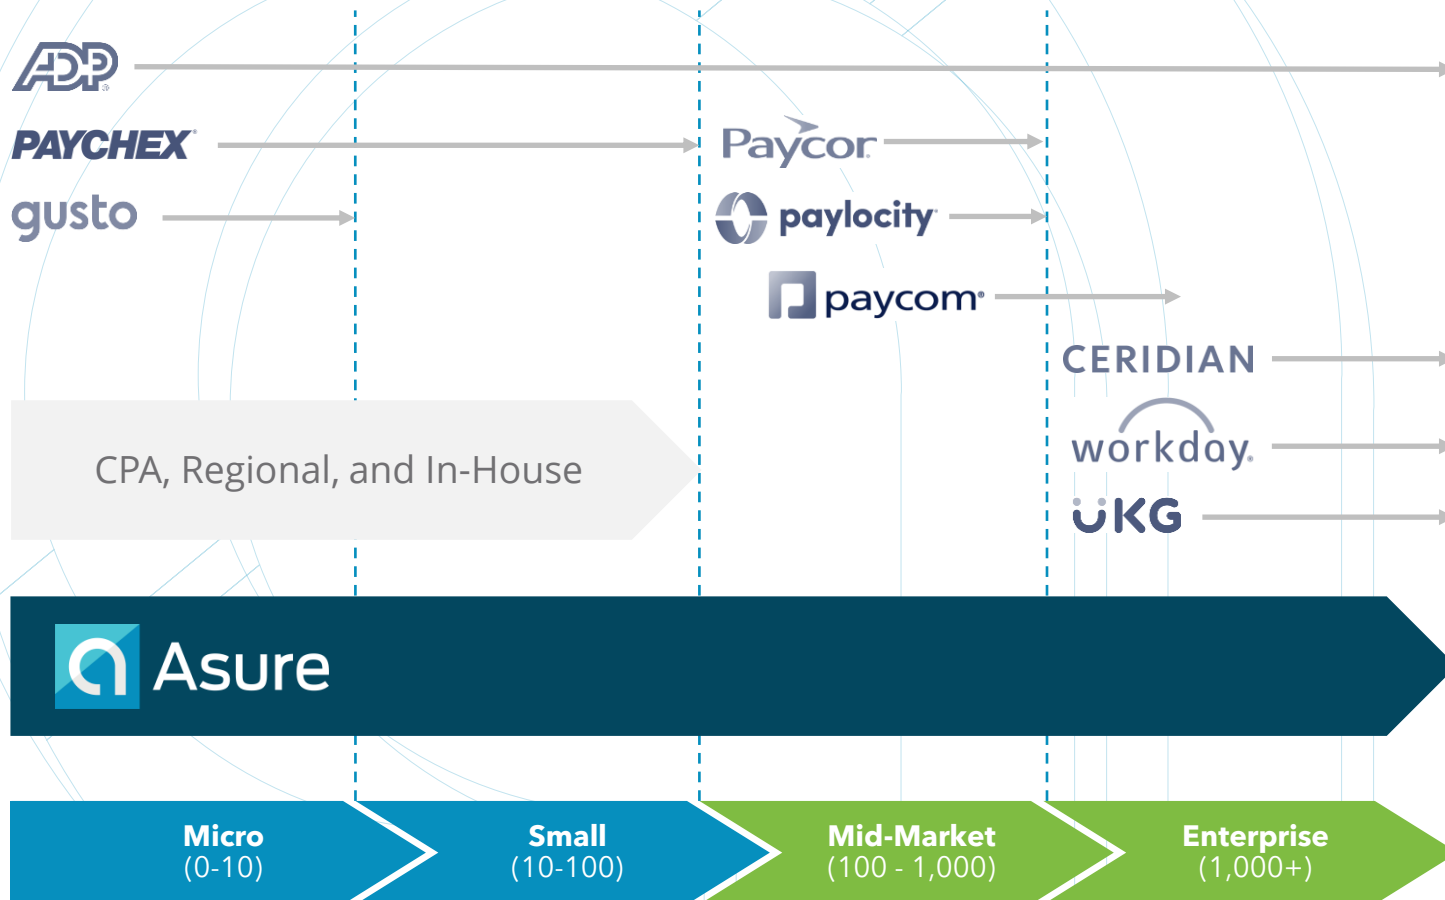 ADP
PAYCHEX
Paycor
gusto
paylocity
paycom
CERIDIAN
workday
UKG
CPA, Regional, and In-House
Asure
Micro
(0-10)
Small
(10-100)
Mid-Market
(100 - 1,000)
Enterprise
(1,000+)